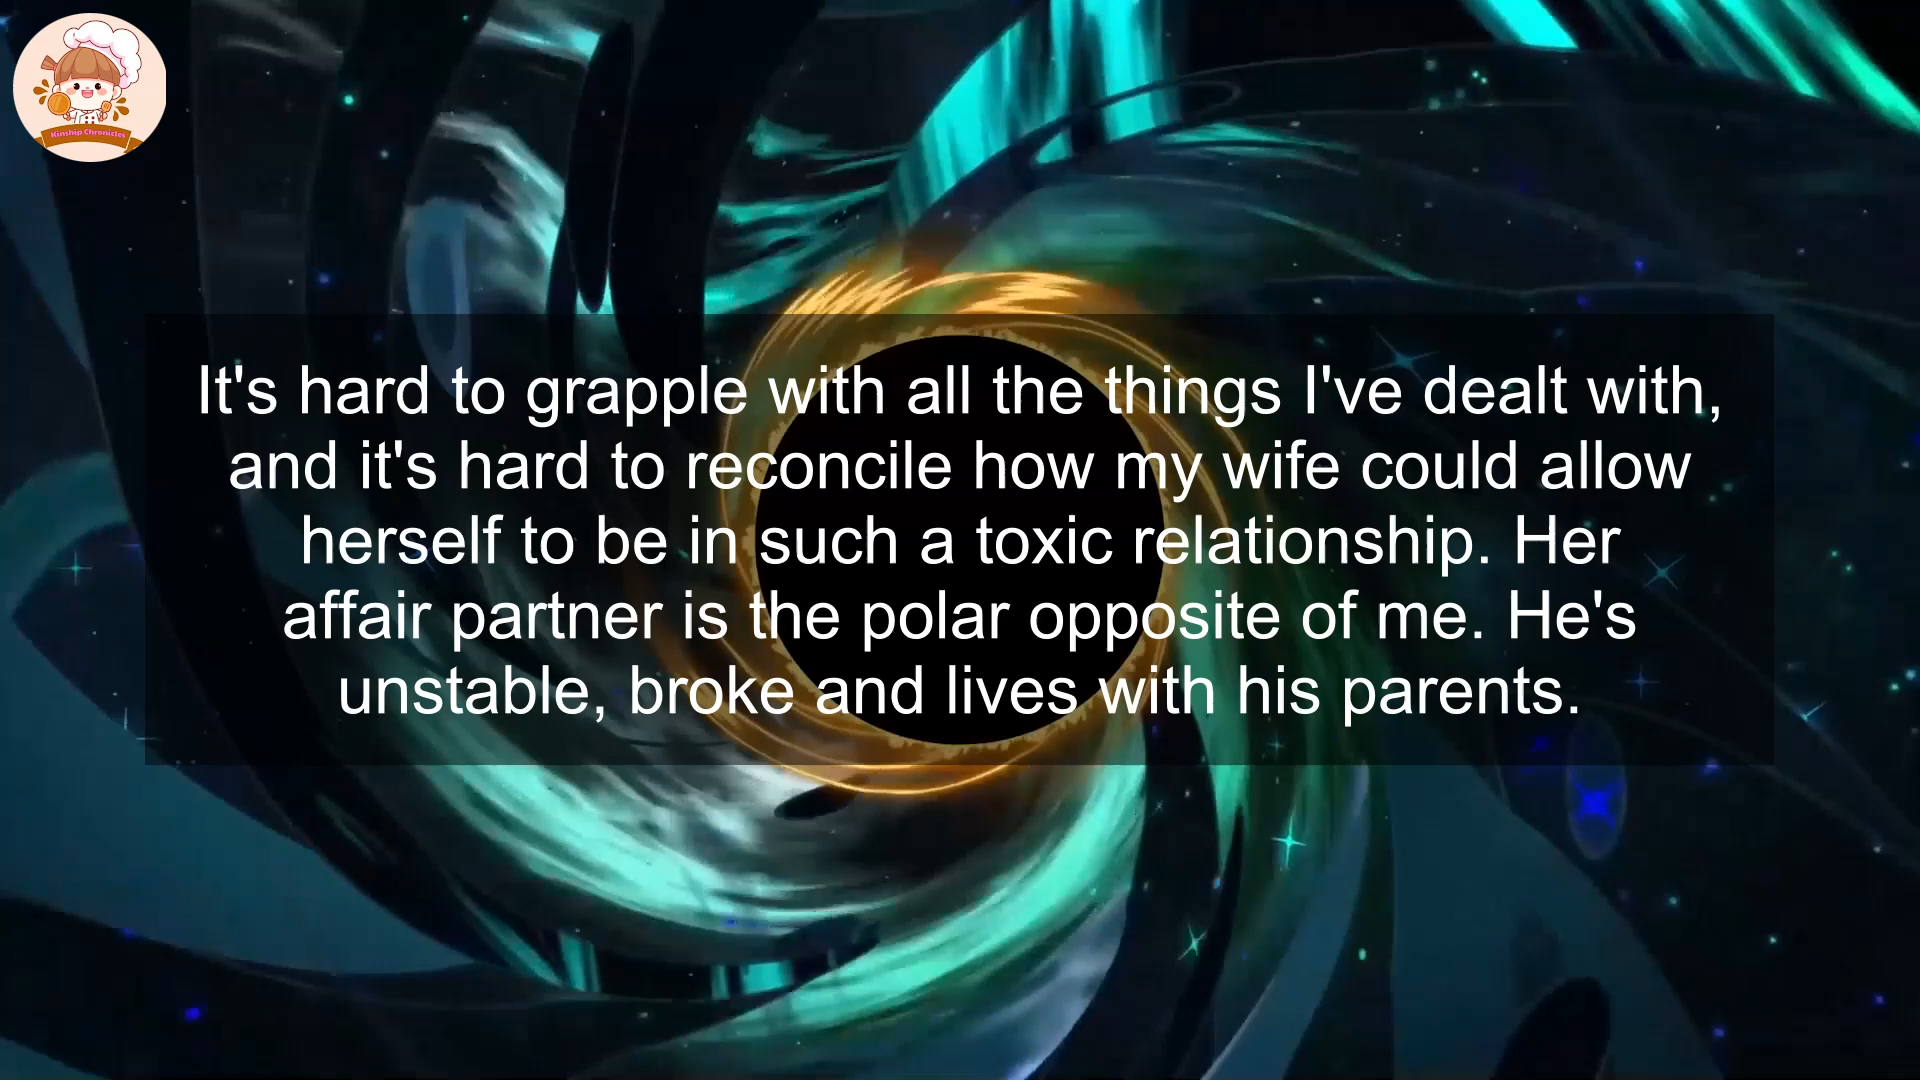 Kinship Chronicles
It's hard to grapple with all the things I've dealt with,
and it's hard to reconcile how my wife could allow
herself to be in such a toxic relationship. Her
affair partner is the polar opposite of me. He's
unstable, broke and lives with his parents.